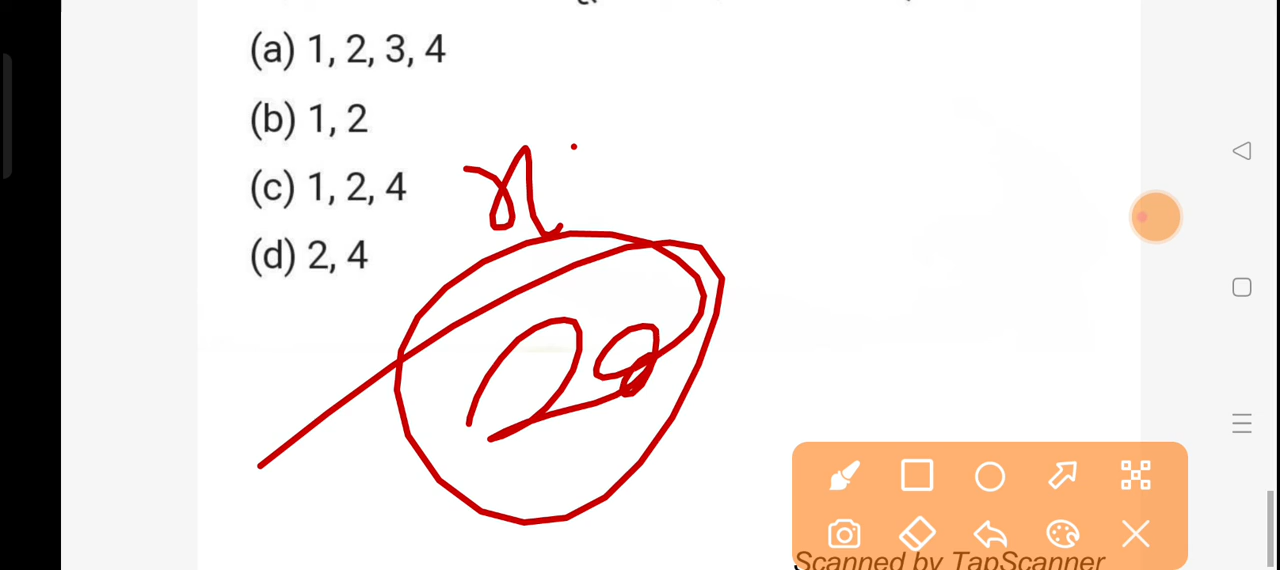 (a) 1, 2, 3, 4
(b) 1, 2
(c) 1, 2, 4
(d) 2, 4
Scanned by TapScanner